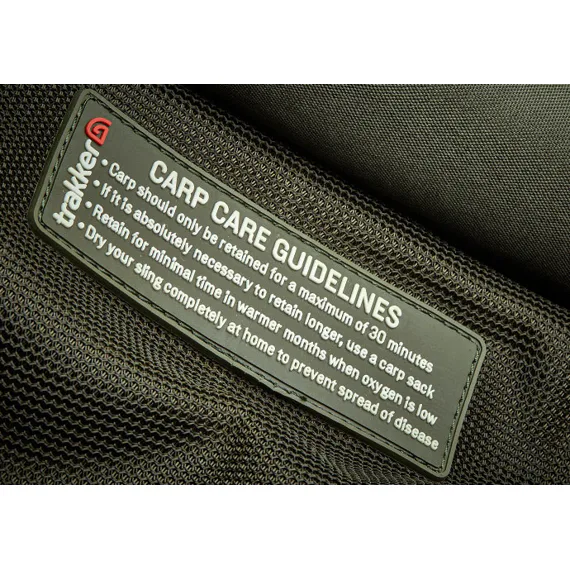 trakker
CARP CARE GUIDELINES
• Carp should only be retained for a maximum of 30 minutes
• If it is absolutely necessary to retain longer, use a carp sack
• Retain for minimal time in warmer months when oxygen is low
• Dry your sling completely at home to prevent spread of disease